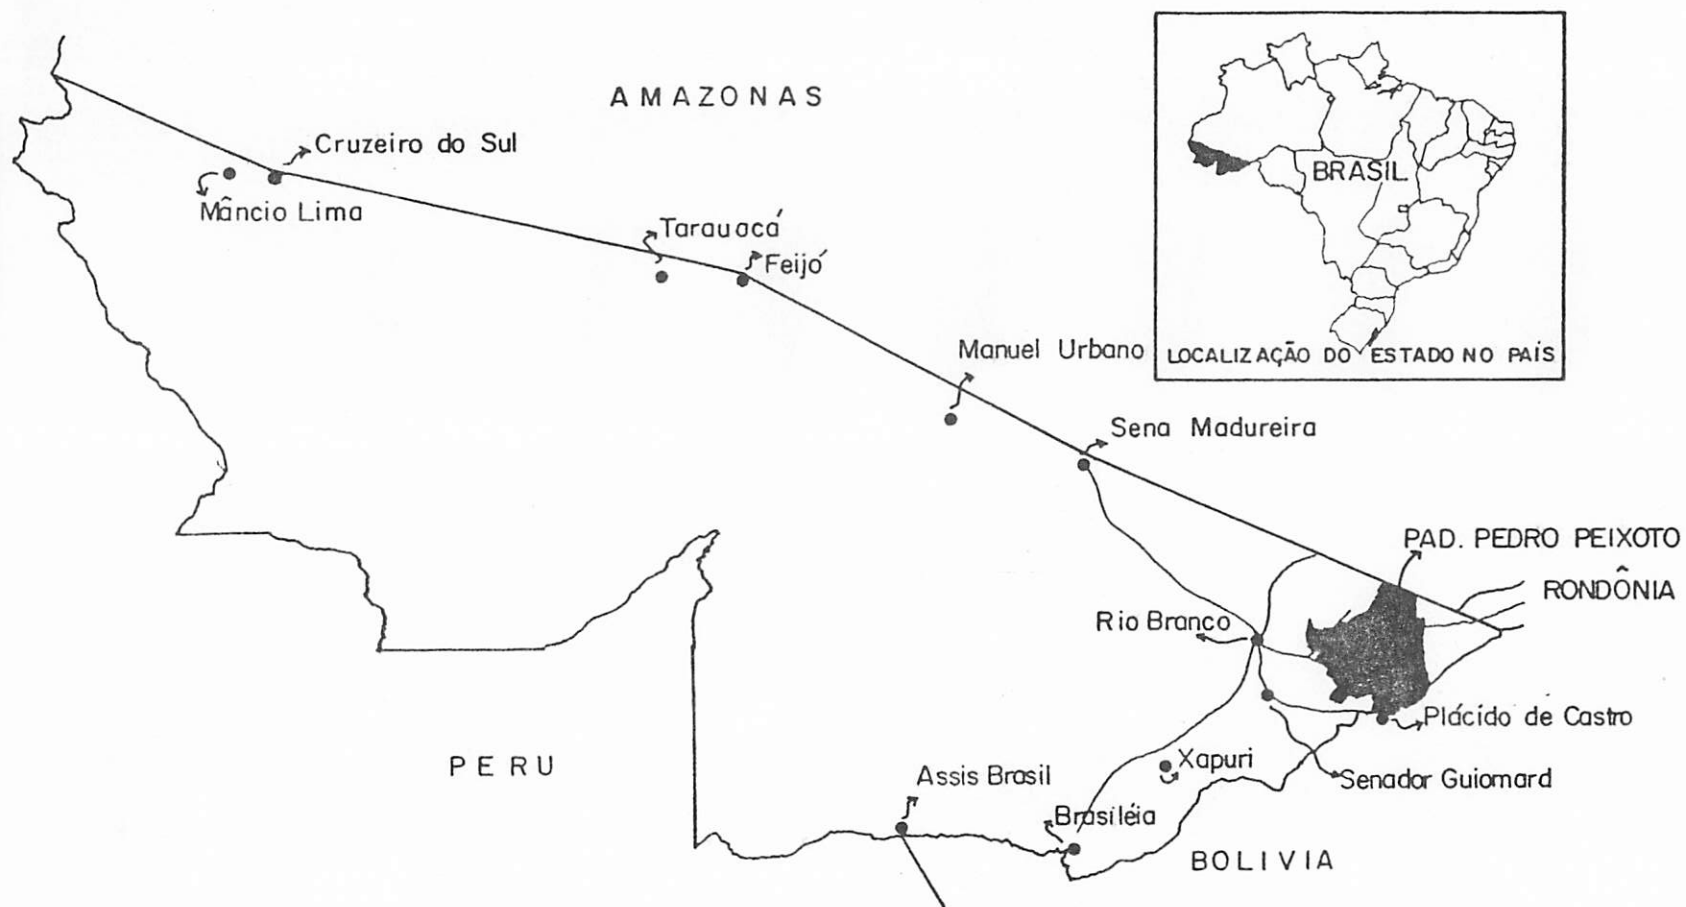 AMAZONAS
Cruzeiro do Sul
Mâncio Lima
Tarauacá
Feijó
BRASIL
LOCALIZAÇÃO DO ESTADO NO PAÍS
Manuel Urbano
Sena Madureira
PAD. PEDRO PEIXOTO
RONDÔNIA
Rio Branco
Plácido de Castro
PERU
Xapuri
Assis Brasil
Senador Guiomard
Brasiléia
BOLIVIA